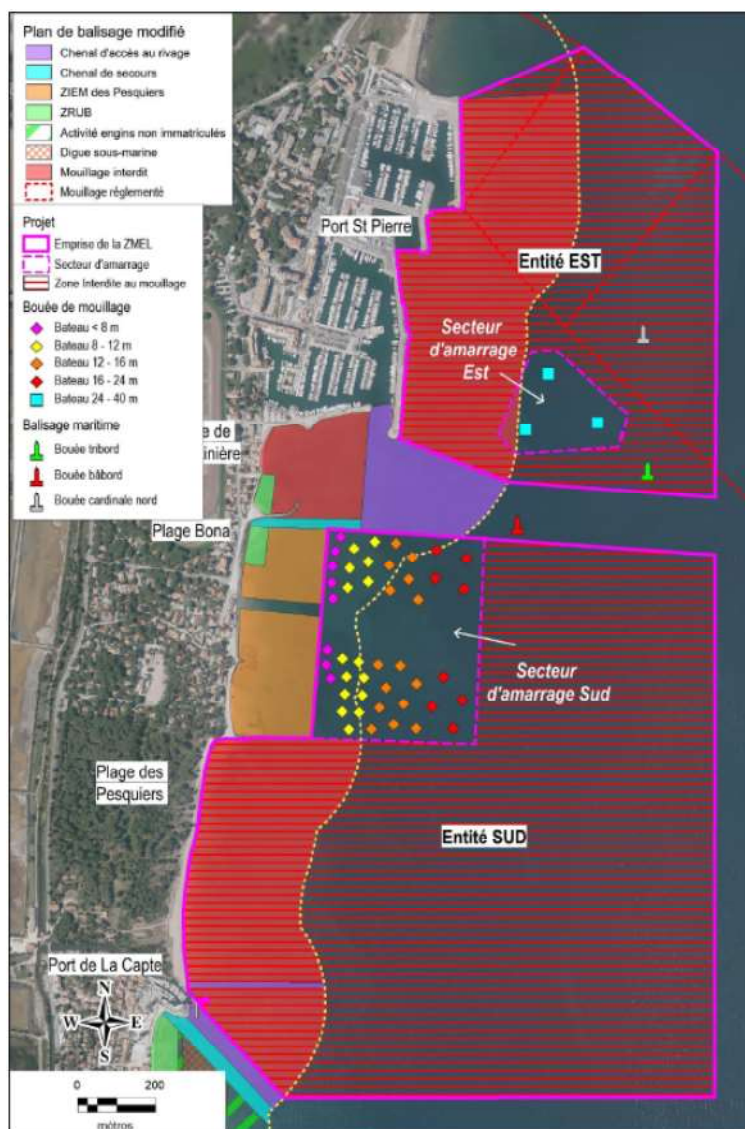 Plan de balisage modifié
Chenal d'accès au rivage
Chenal de secours
ZIEM des Pesquiers
ZRUB
Activité engins non immatriculés
Digue sous-marine
Mouillage interdit
Mouillage réglementé
Projet
Emprise de la ZMEL
Secteur d'amarrage
Zone Interdite au mouillage
Bouée de mouillage
Bateau < 8 m
Bateau 8 - 12 m
Bateau 12 - 16 m
Bateau 16 - 24 m
Bateau 24 - 40 m
Balisage maritime
Bouée tribord
Bouée bâbord
Bouée cardinale nord
Port St Pierre
Entité EST
Secteur
d'amarrage
Est
de
inière
Plage Bona
Secteur
d'amarrage Sud
Plage des
Pesquiers
Entité SUD
Port de La Capte
N
W E
S
0 200
mètres